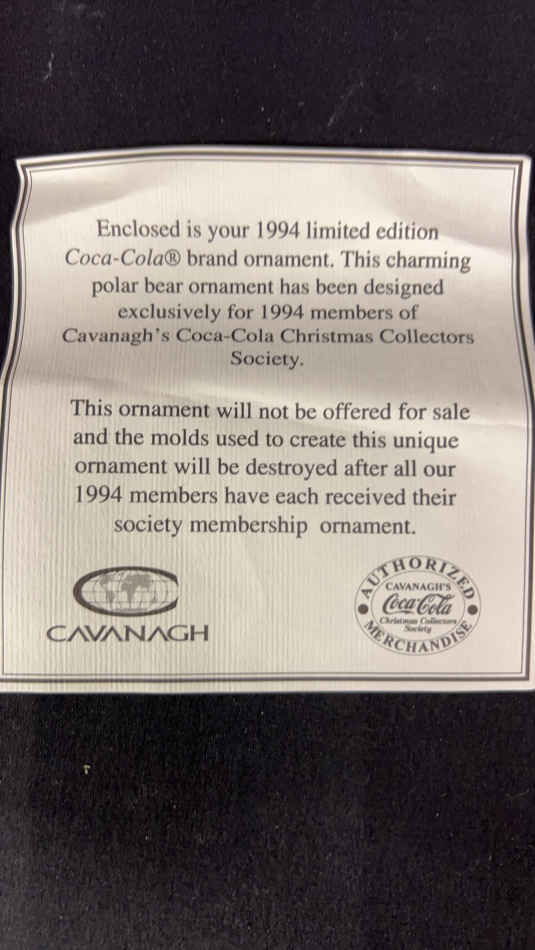 Enclosed is your 1994 limited edition
Coca-Cola® brand ornament. This charming
polar bear ornament has been designed
exclusively for 1994 members of
Cavanagh's Coca-Cola Christmas Collectors
Society.
This ornament will not be offered for sale
and the molds used to create this unique
ornament will be destroyed after all our
1994 members have each received their
society membership ornament.
CAVANAGH
AUTHORIZED
CAVANAGH'S
Coca-Cola
Christmas Collectors
Society
MERCHANDISE